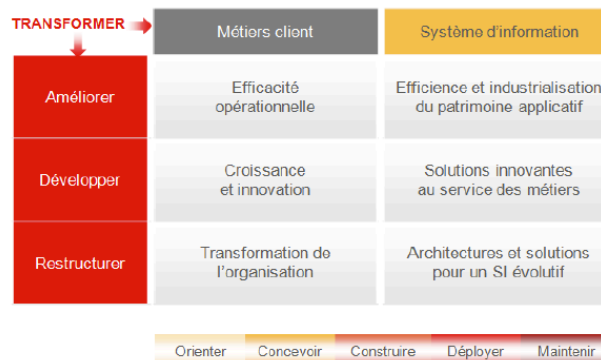 TRANSFORMER
Métiers client
Système d'information
Améliorer
Efficacité
opérationnelle
Efficience et industrialisation
du patrimoine applicatif
Développer
Croissance
et innovation
Solutions innovantes
au service des métiers
Restructurer
Transformation de
l'organisation
Architectures et solutions
pour un SI évolutif
Orienter
Concevoir
Construire
Déployer
Maintenir